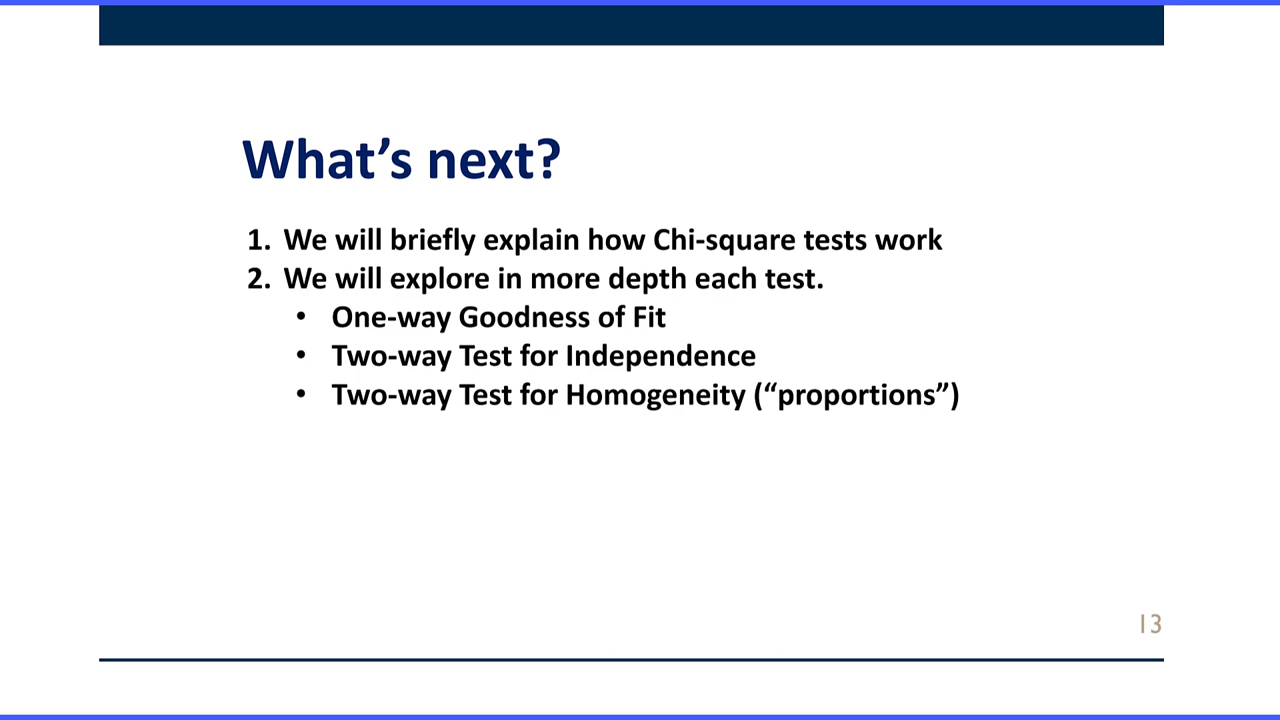 What’s next?
1. We will briefly explain how Chi-square tests work
2. We will explore in more depth each test.
• One-way Goodness of Fit
• Two-way Test for Independence
• Two-way Test for Homogeneity (“proportions”)
13